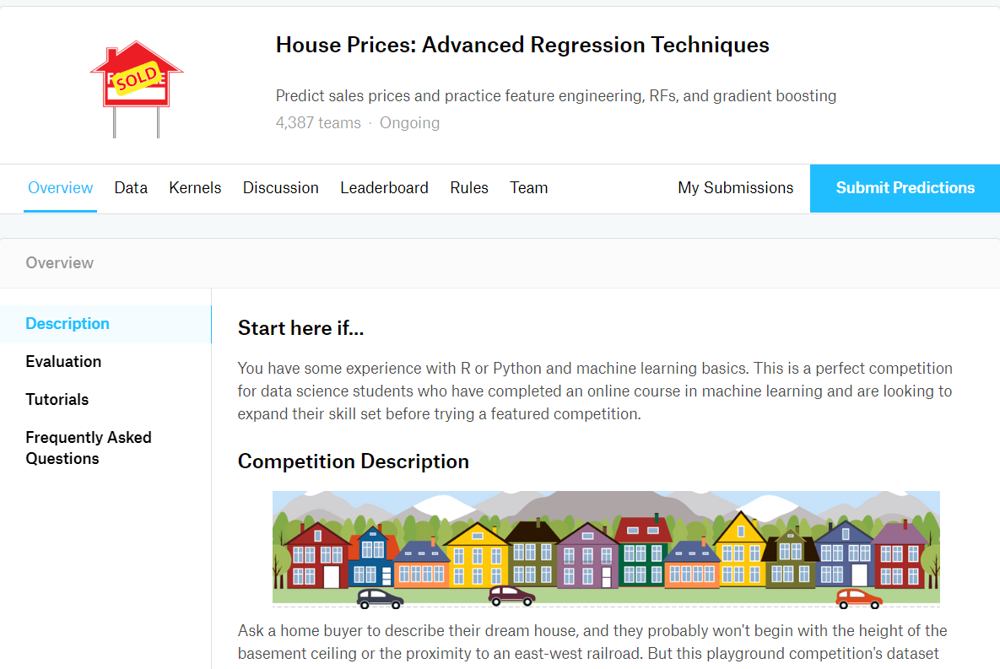 House Prices: Advanced Regression Techniques
SOLD
Predict sales prices and practice feature engineering, RFs, and gradient boosting
4,387 teams · Ongoing
Overview Data Kernels Discussion Leaderboard Rules Team My Submissions Submit Predictions
Overview
Description
Evaluation
Tutorials
Frequently Asked
Questions
Start here if...
You have some experience with R or Python and machine learning basics. This is a perfect competition
for data science students who have completed an online course in machine learning and are looking to
expand their skill set before trying a featured competition.
Competition Description
Ask a home buyer to describe their dream house, and they probably won't begin with the height of the
basement ceiling or the proximity to an east-west railroad. But this playground competition's dataset